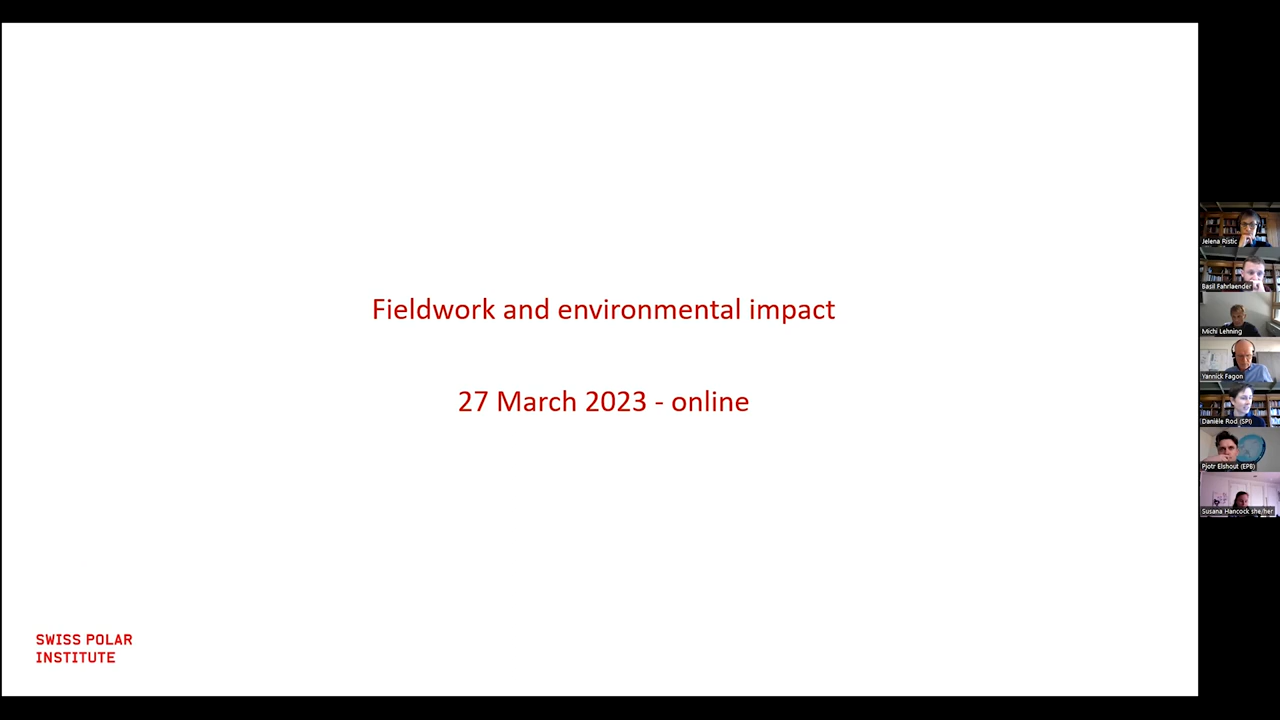 Fieldwork and environmental impact
27 March 2023 - online
SWISS POLAR
INSTITUTE
Jelena Ristic
Basil Fahrlaender
Michi Lehning
Yannick Fagon
Danièle Rod (SPI)
Pjotr Elshout (EPB)
Susana Hancock she/her